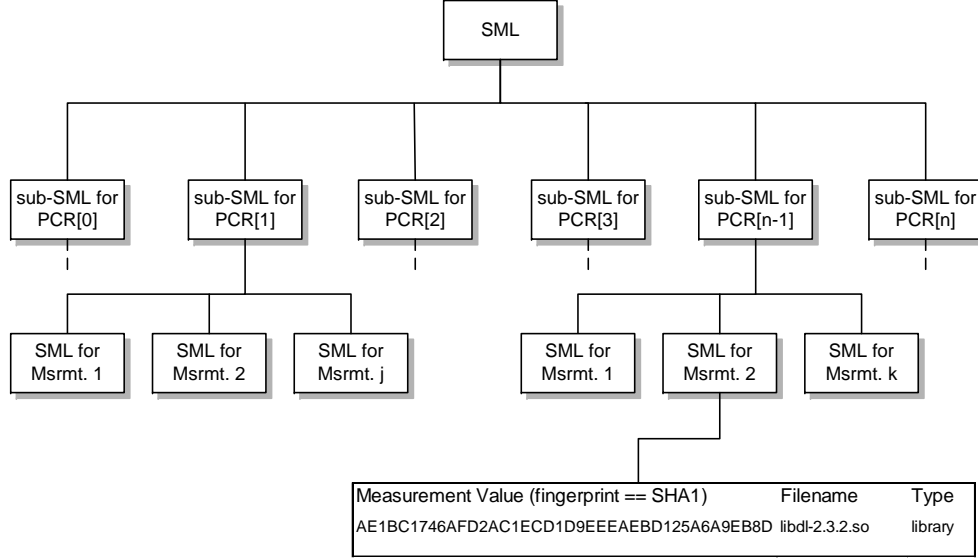 SML
sub-SML for
PCR[0]
sub-SML for
PCR[1]
sub-SML for
PCR[2]
sub-SML for
PCR[3]
sub-SML for
PCR[n-1]
sub-SML for
PCR[n]
SML for
Msrmt. 1
SML for
Msrmt. 2
SML for
Msrmt. j
SML for
Msrmt. 1
SML for
Msrmt. 2
SML for
Msrmt. k
Measurement Value (fingerprint == SHA1) Filename Type
AE1BC1746AFD2AC1ECD1D9EEEAEBD125A6A9EB8D libdl-2.3.2.so library